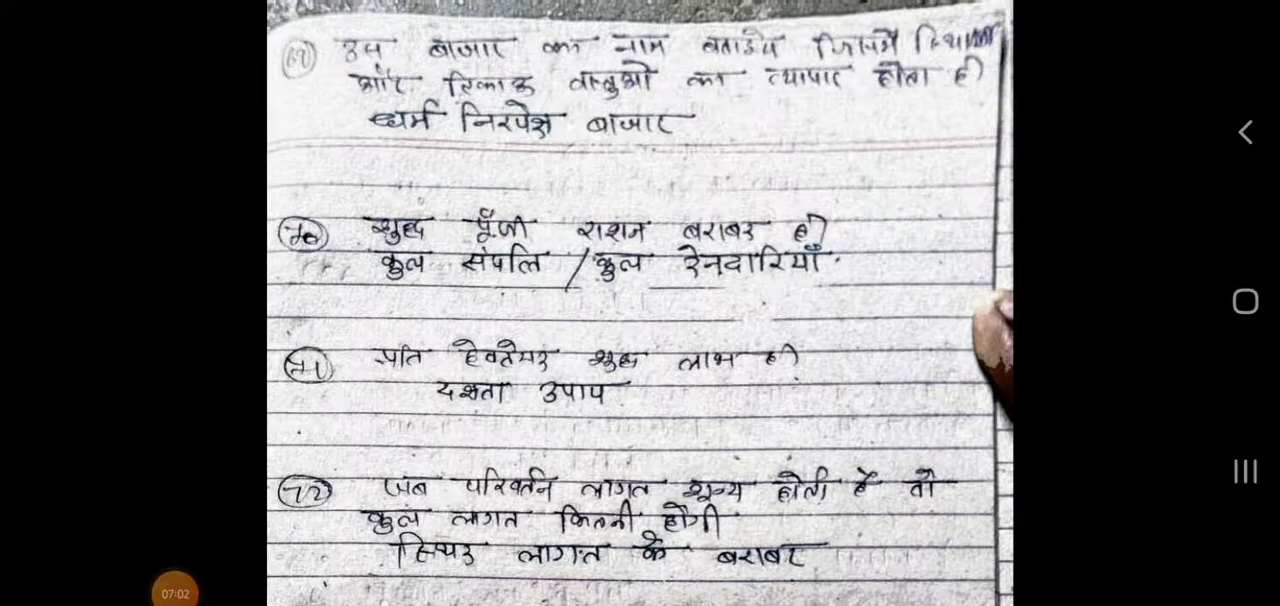 69 उस बाजार का नाम बताइये जिसमें स्थिर
और टिकाऊ वस्तुओ का व्यापार होता है
धर्म निरपेक्ष बाजार
70 शुद्ध पूँजी राशन बराबर है
कुल संपत्ति / कुल देनदारियाँ
71 प्रति हेक्टेयर शुद्ध लाभ है
दक्षता उपाय
72 जब परिवर्तन लागत शून्य होती है तो
कुल लागत कितनी होगी
स्थिर लागत के बराबर
07:02